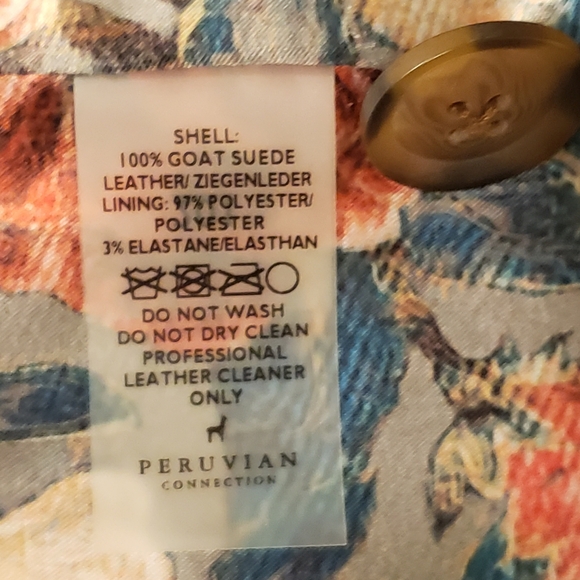 SHELL:
100% GOAT SUEDE
LEATHER/ ZIEGENLEDER
LINING: 97% POLYESTER/
POLYESTER
3% ELASTANE/ELASTHAN
DO NOT WASH
DO NOT DRY CLEAN
PROFESSIONAL
LEATHER CLEANER
ONLY
PERUVIAN
CONNECTION